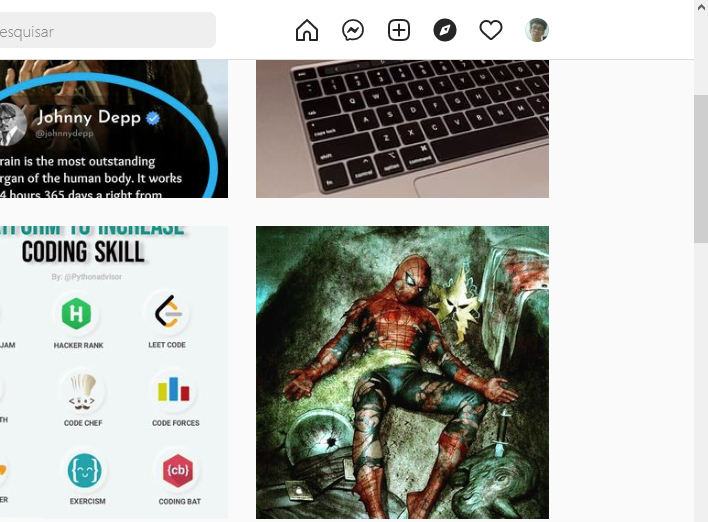 esquisar
Johnny Depp
@johnnydepp
rain is the most outstanding
rgan of the human body. It works
4 hours 365 days a right from
tab
caps lock
shift
fn
control
option
command
Q W E R T Y U I O P
A S D F G H J K L
Z X C V B N M
TFORM TO INCREASE
CODING SKILL
By: @Pythonadvisor
JAM
HACKER RANK
LEET CODE
TH
CODE CHEF
CODE FORCES
ER
EXERCISM
{cb}
CODING BAT